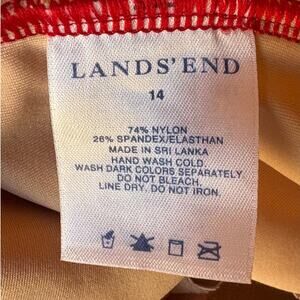 LANDS'END
14
74% NYLON
26% SPANDEX/ELASTHAN
MADE IN SRI LANKA
HAND WASH COLD.
WASH DARK COLORS SEPARATELY
DO NOT BLEACH.
LINE DRY. DO NOT IRON.